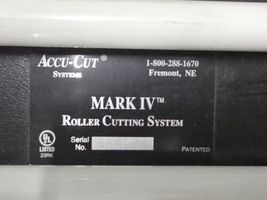 ACCU-CUT®
SYSTEMS
1-800-288-1670
Fremont, NE
MARK IV™
ROLLER CUTTING SYSTEM
UL
LISTED
23RK
Serial
No.
PATENTED